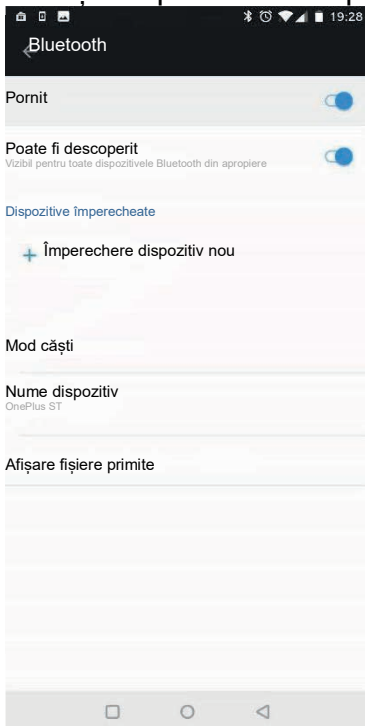 19:28
Bluetooth
Pornit
Poate fi descoperit
Vizibil pentru toate dispozitivele Bluetooth din apropiere
Dispozitive împerecheate
+ Împerechere dispozitiv nou
Mod căști
Nume dispozitiv
OnePlus ST
Afișare fișiere primite